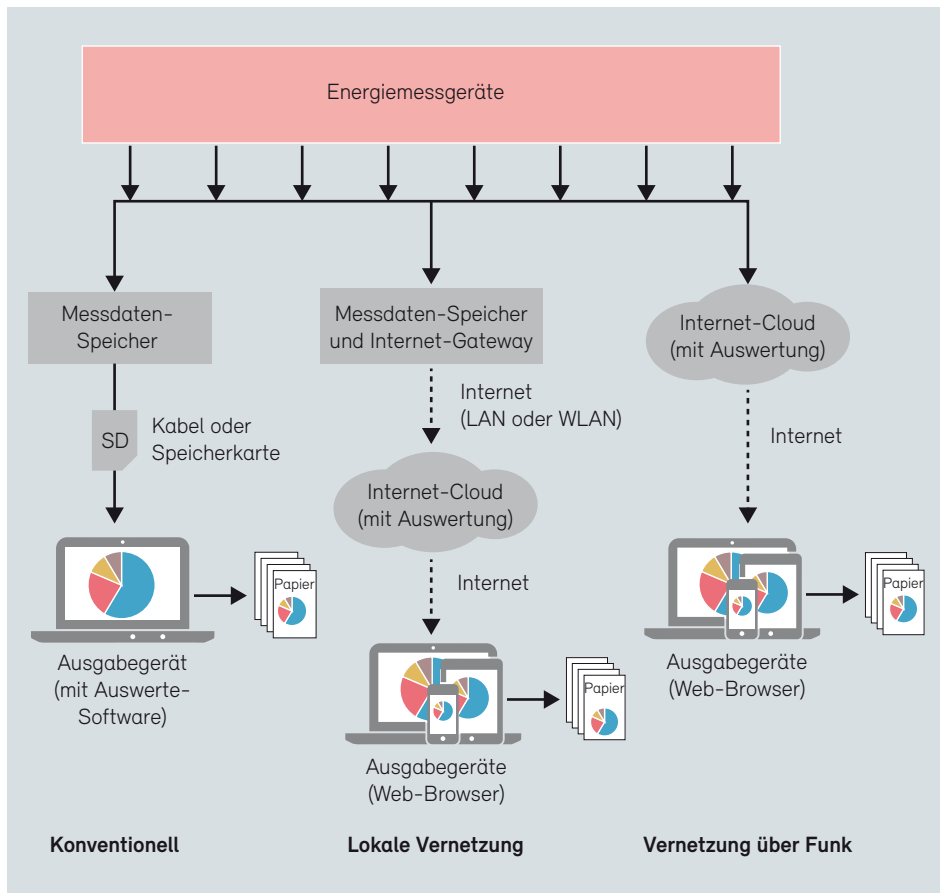 Energiemessgeräte
Messdaten-
Speicher
SD
Kabel oder
Speicherkarte
Papier
Ausgabegerät
(mit Auswerte-
Software)
Konventionell
Messdaten-Speicher
und Internet-Gateway
Internet
(LAN oder WLAN)
Internet-Cloud
(mit Auswertung)
Internet
Papier
Ausgabegeräte
(Web-Browser)
Lokale Vernetzung
Internet-Cloud
(mit Auswertung)
Internet
Papier
Ausgabegeräte
(Web-Browser)
Vernetzung über Funk